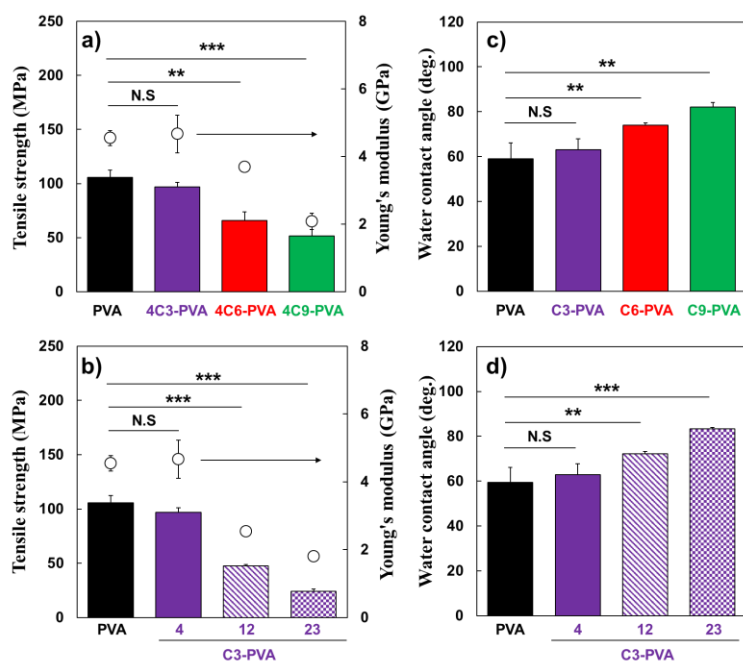 a)
250
200
150
100
50
0
Tensile strength (MPa)
8
6
4
2
0
Young's modulus (GPa)
***
**
N.S
PVA 4C3-PVA 4C6-PVA 4C9-PVA
c)
120
100
80
60
40
20
0
Water contact angle (deg.)
**
**
N.S
PVA C3-PVA C6-PVA C9-PVA
b)
250
200
150
100
50
0
Tensile strength (MPa)
8
6
4
2
0
Young's modulus (GPa)
***
***
N.S
PVA 4 12 23
C3-PVA
d)
120
100
80
60
40
20
0
Water contact angle (deg.)
***
**
N.S
PVA 4 12 23
C3-PVA